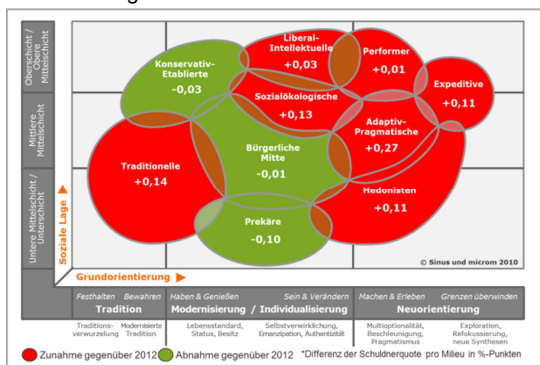 Oberschicht /
Obere
Mittelschicht
Mittlere
Mittelschicht
Untere Mittelschicht /
Unterschicht
Soziale Lage
Konservativ-
Etablierte
-0,03
Liberal-
Intellektuelle
+0,03
Performer
+0,01
Expeditive
+0,11
Sozialökologische
+0,13
Adaptiv-
Pragmatische
+0,27
Traditionelle
+0,14
Bürgerliche
Mitte
-0,01
Hedonisten
+0,11
Prekäre
-0,10
© Sinus und microm 2010
Grundorientierung
Festhalten Bewahren
Tradition
Haben & Genießen Sein & Verändern
Modernisierung / Individualisierung
Machen & Erleben Grenzen überwinden
Neuorientierung
Traditions-
verwurzelung
Modernisierte
Tradition
Lebensstandard,
Status, Besitz
Selbstverwirklichung,
Emanzipation, Authentizität
Multioptionalität,
Beschleunigung,
Pragmatismus
Exploration,
Refokussierung,
neue Synthesen
Zunahme gegenüber 2012 Abnahme gegenüber 2012 *Differenz der Schuldnerquote pro Milieu in %-Punkten